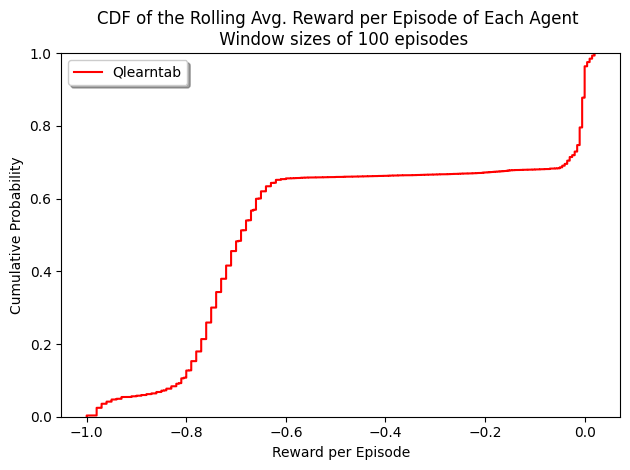 CDF of the Rolling Avg. Reward per Episode of Each Agent
Window sizes of 100 episodes
Qlearntab
Cumulative Probability
1.0
0.8
0.6
0.4
0.2
0.0
−1.0 −0.8 −0.6 −0.4 −0.2 0.0
Reward per Episode